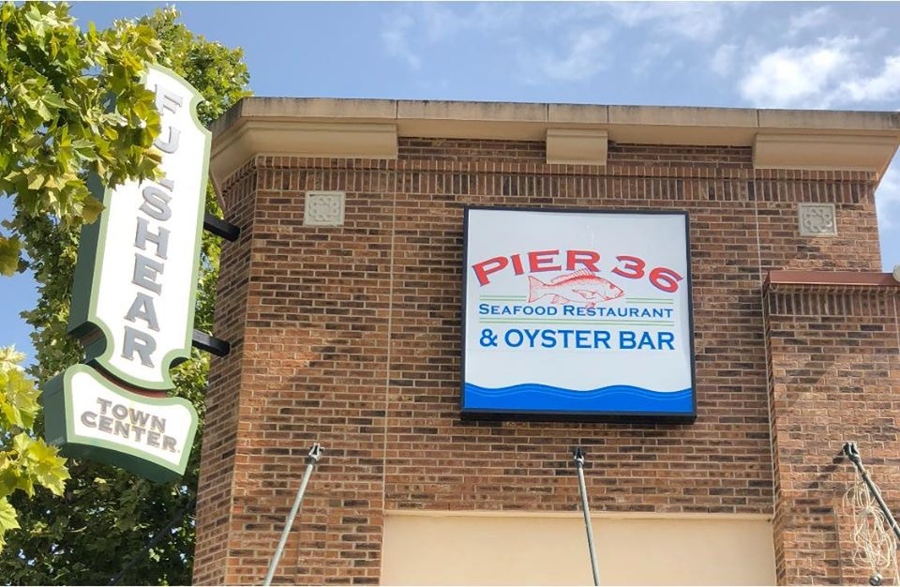 FULSHEAR
TOWN
CENTER
PIER 36
SEAFOOD RESTAURANT
& OYSTER BAR